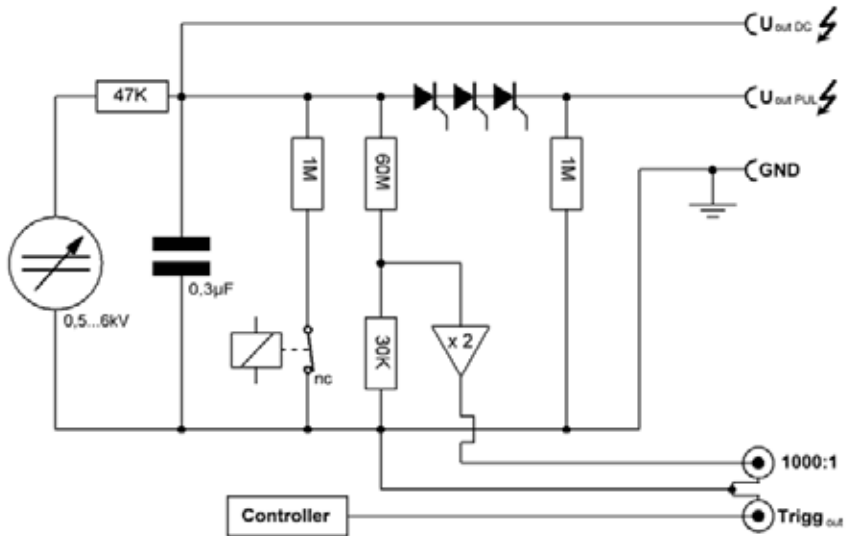 U out DC
47K
U out PUL
1M
60M
1M
GND
0,3µF
0,5...6kV
30K
x 2
nc
1000:1
Controller
Trigg out